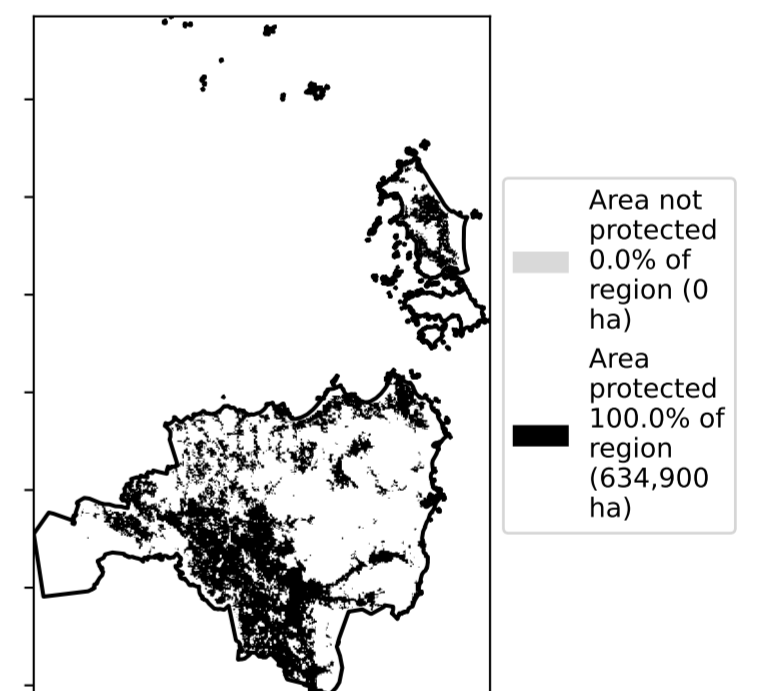 Area not
protected
0.0% of
region (0
ha)
Area
protected
100.0% of
region
(634,900
ha)